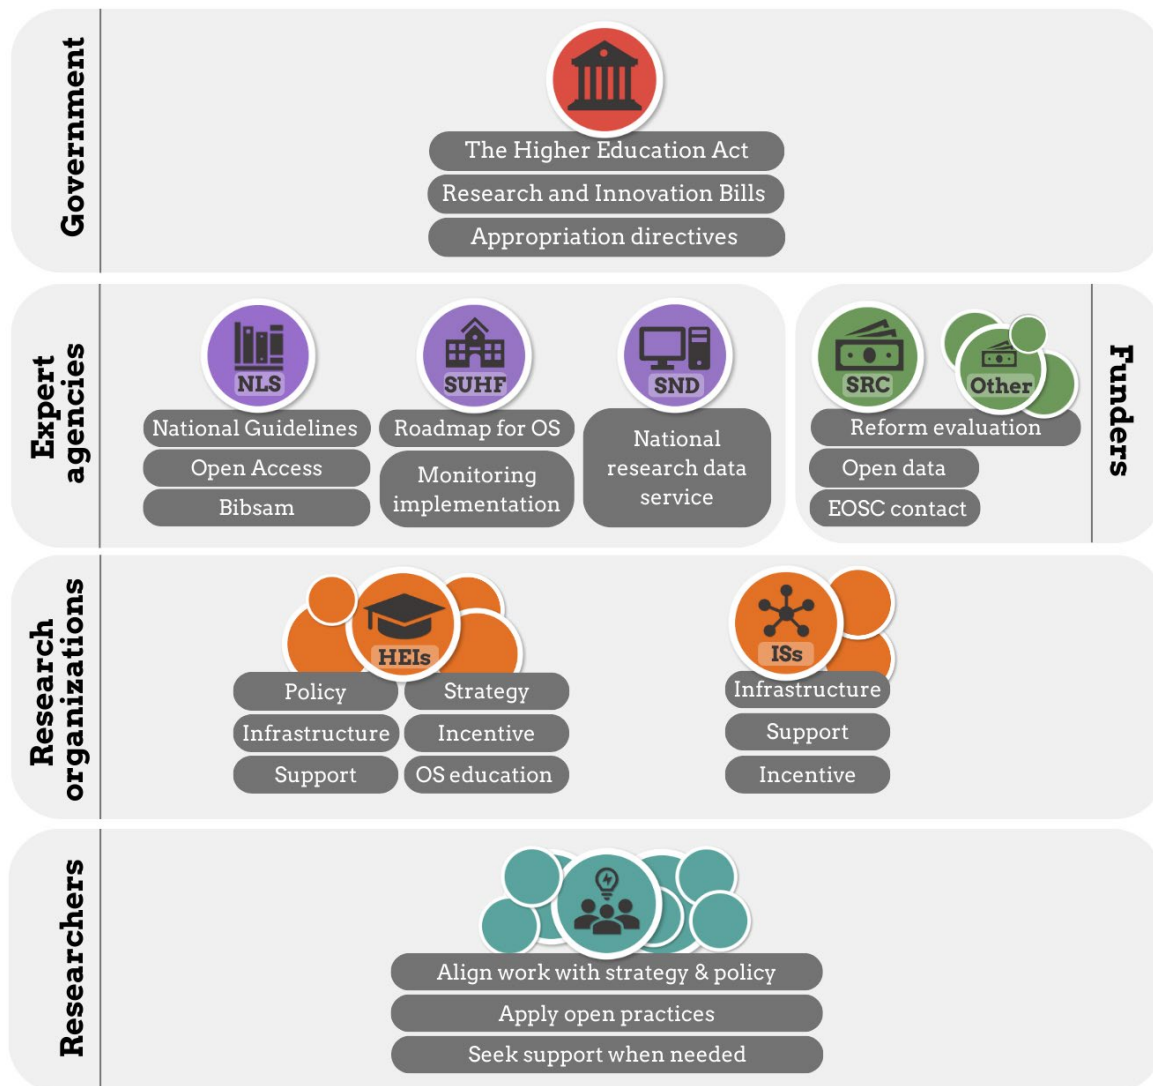 Government
The Higher Education Act
Research and Innovation Bills
Appropriation directives
Expert
agencies
NLS
National Guidelines
Open Access
Bibsam
SUHF
Roadmap for OS
Monitoring
implementation
SND
National
research data
service
SRC
Other
Reform evaluation
Open data
EOSC contact
Funders
Research
organizations
HEIs
Policy
Strategy
Infrastructure
Incentive
Support
OS education
ISs
Infrastructure
Support
Incentive
Researchers
Align work with strategy & policy
Apply open practices
Seek support when needed